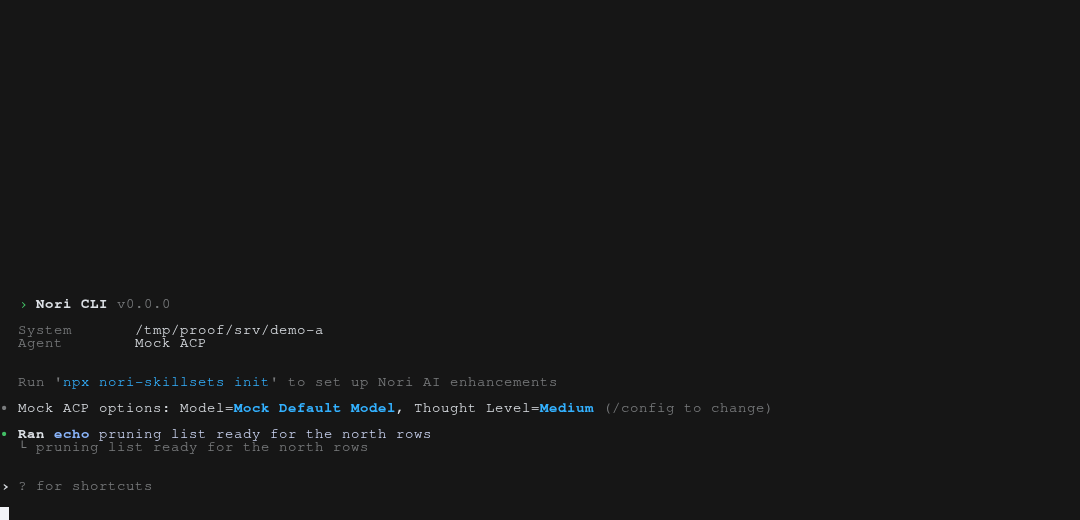 › Nori CLI v0.0.0
System /tmp/proof/srv/demo-a
Agent Mock ACP
Run 'npx nori-skillsets init' to set up Nori AI enhancements
• Mock ACP options: Model=Mock Default Model, Thought Level=Medium (/config to change)
• Ran echo pruning list ready for the north rows
└ pruning list ready for the north rows
› ? for shortcuts